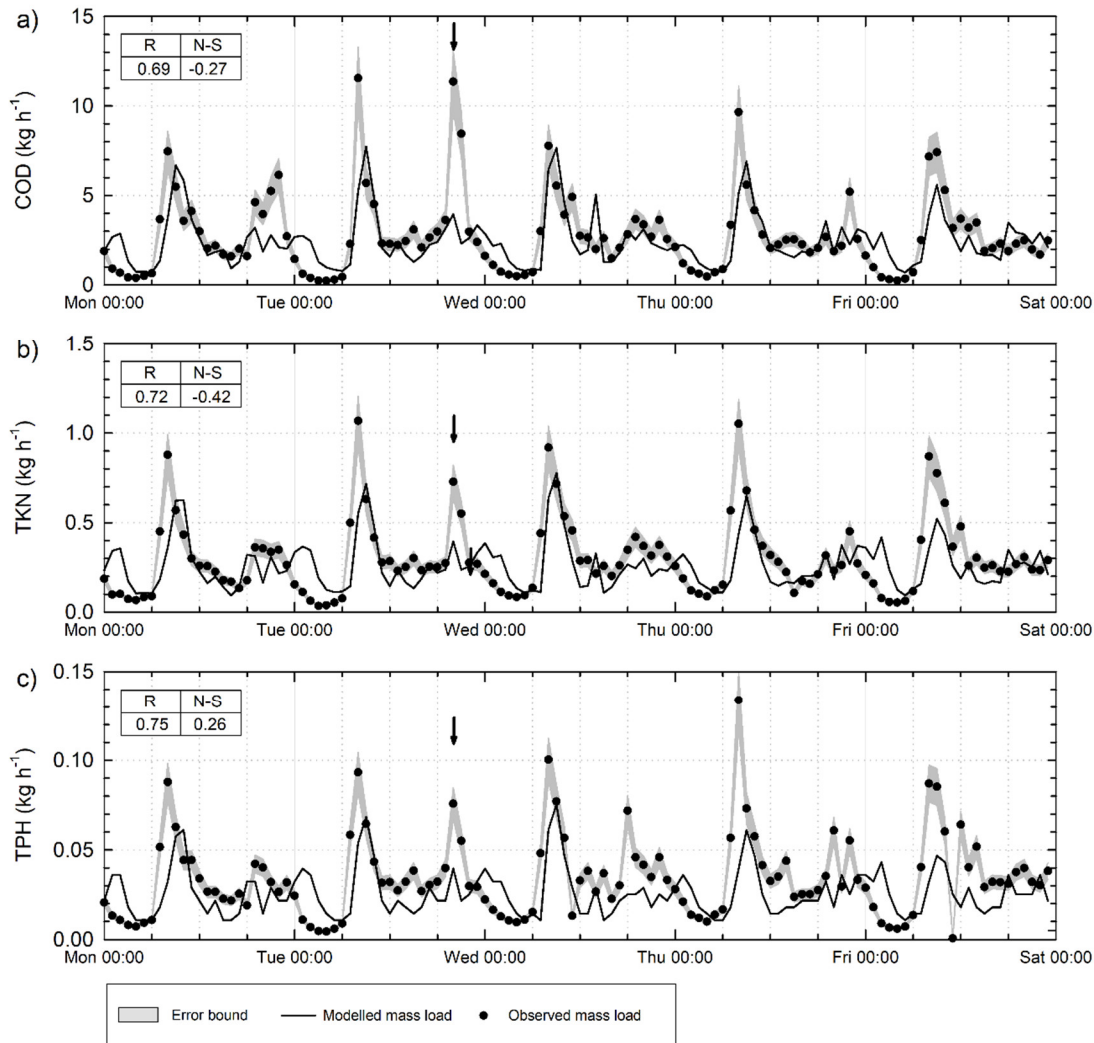 a)
COD (kg h⁻¹)
15
10
5
0
R N-S
0.69 -0.27
Mon 00:00 Tue 00:00 Wed 00:00 Thu 00:00 Fri 00:00 Sat 00:00
b)
TKN (kg h⁻¹)
1.5
1.0
0.5
0.0
R N-S
0.72 -0.42
Mon 00:00 Tue 00:00 Wed 00:00 Thu 00:00 Fri 00:00 Sat 00:00
c)
TPH (kg h⁻¹)
0.15
0.10
0.05
0.00
R N-S
0.75 0.26
Mon 00:00 Tue 00:00 Wed 00:00 Thu 00:00 Fri 00:00 Sat 00:00
Error bound Modelled mass load Observed mass load